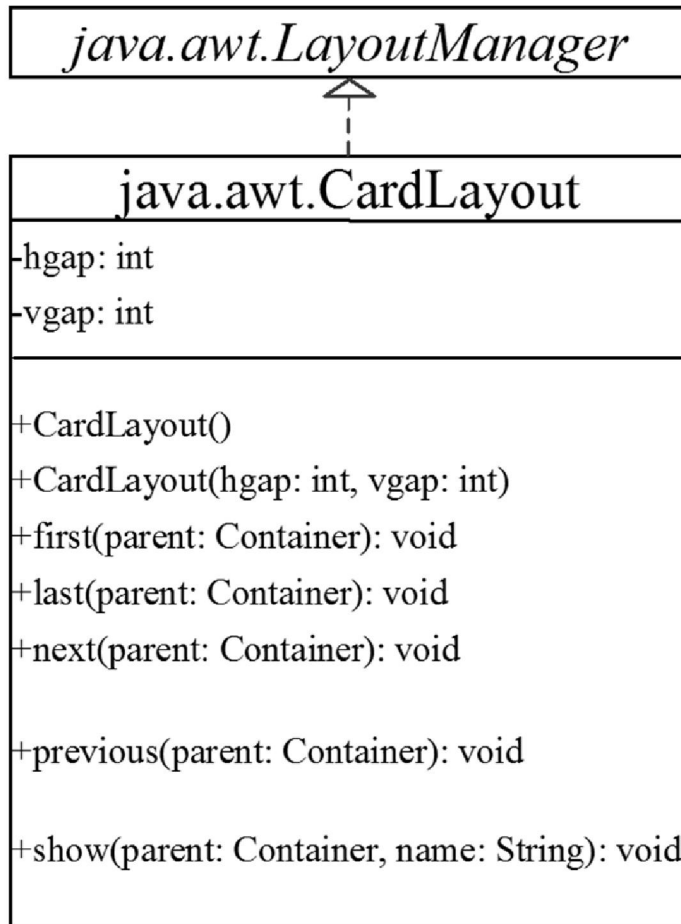 java.awt.LayoutManager
java.awt.CardLayout
-hgap: int
-vgap: int
+CardLayout()
+CardLayout(hgap: int, vgap: int)
+first(parent: Container): void
+last(parent: Container): void
+next(parent: Container): void
+previous(parent: Container): void
+show(parent: Container, name: String): void